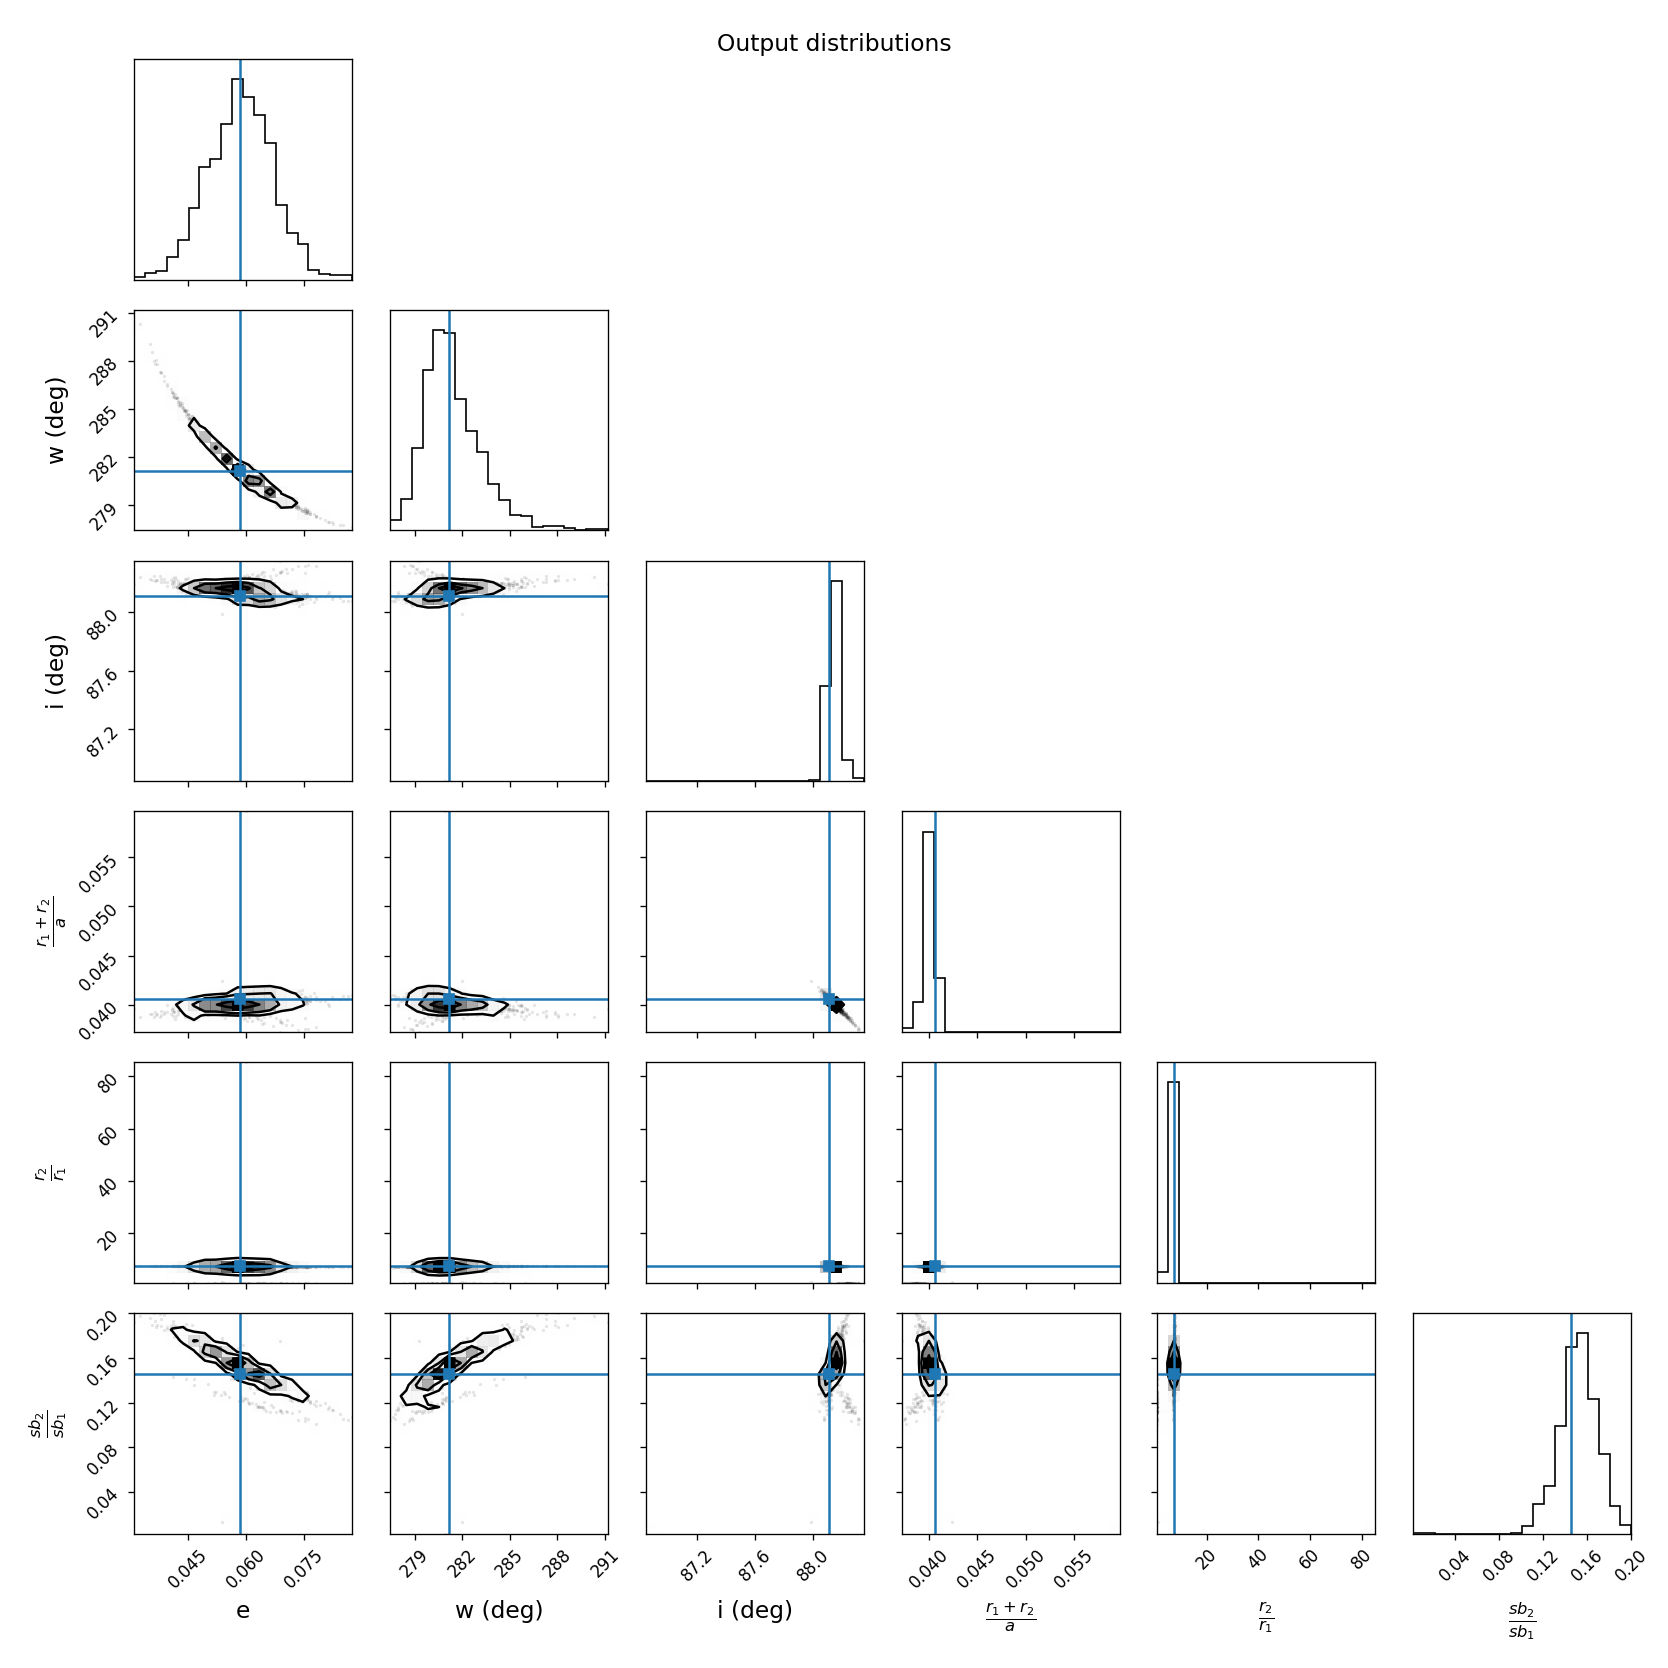 Output distributions
291
288
285
282
279
w (deg)
88.0
87.6
87.2
i (deg)
0.055
0.050
0.045
0.040
r₁ + r₂
a
80
60
40
20
r₂
r₁
0.20
0.16
0.12
0.08
0.04
sb₂
sb₁
0.045 0.060 0.075
279 282 285 288 291
87.2 87.6 88.0
0.040 0.045 0.050 0.055
20 40 60 80
0.04 0.08 0.12 0.16 0.20
e
w (deg)
i (deg)
r₁ + r₂
a
r₂
r₁
sb₂
sb₁